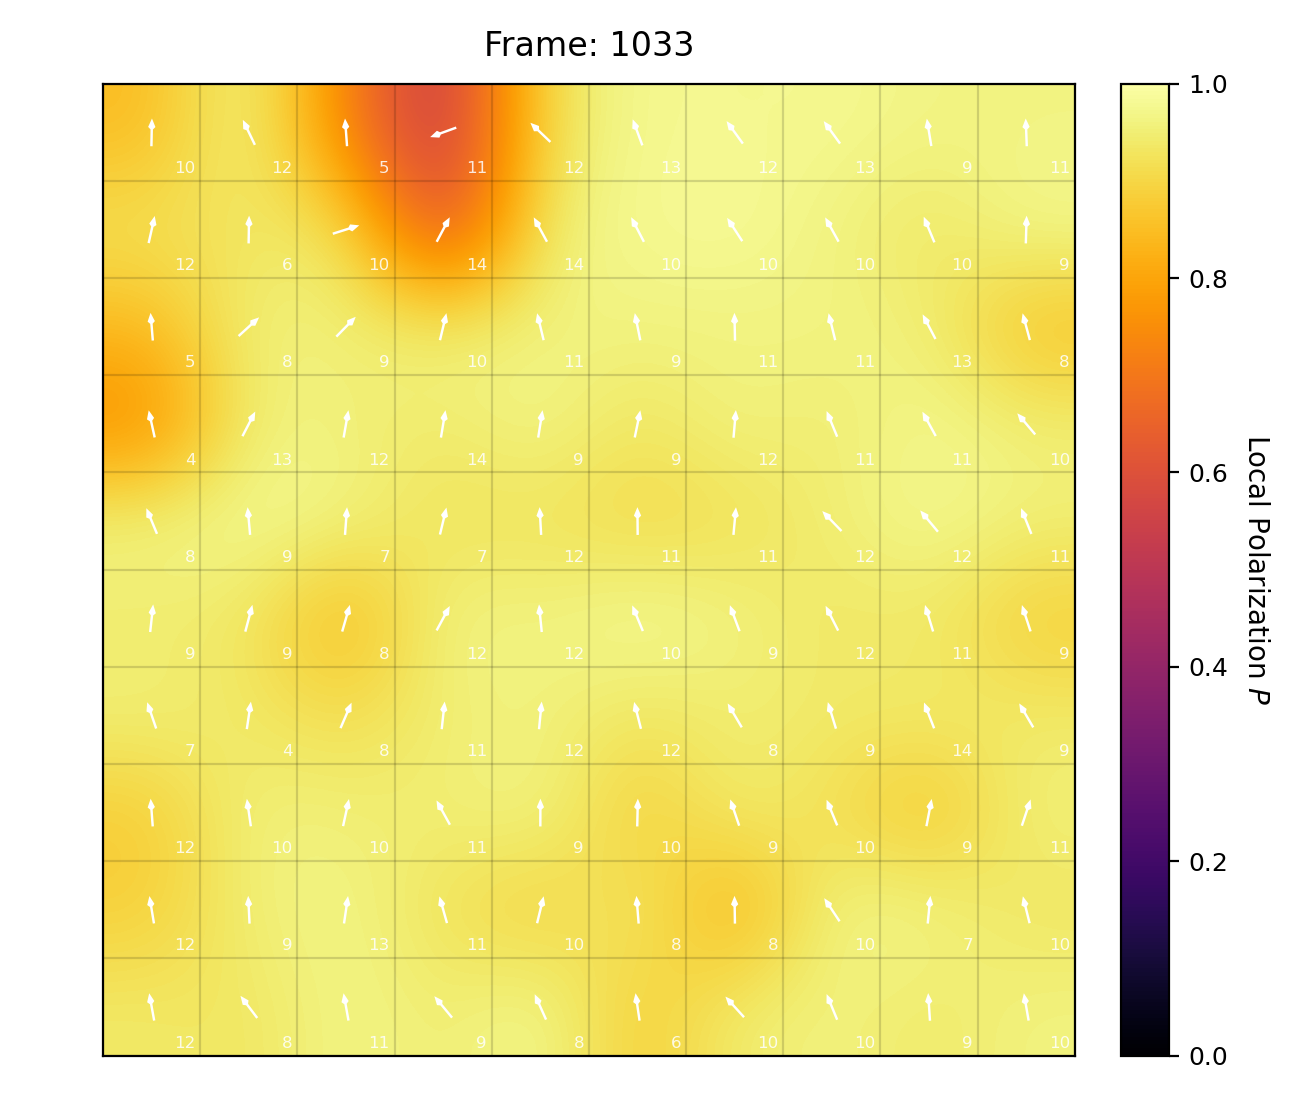 Frame: 1033
10 12 5 11 12 13 12 13 9 11
12 6 10 14 14 10 10 10 10 9
5 8 9 10 11 9 11 11 13 8
4 13 12 14 9 9 12 11 11 10
8 9 7 7 12 11 11 12 12 11
9 9 8 12 12 10 9 12 11 9
7 4 8 11 12 12 8 9 14 9
12 10 10 11 9 10 9 10 9 11
12 9 13 11 10 8 8 10 7 10
12 8 11 9 8 6 10 10 9 10
1.0
0.8
0.6
0.4
0.2
0.0
Local Polarization P